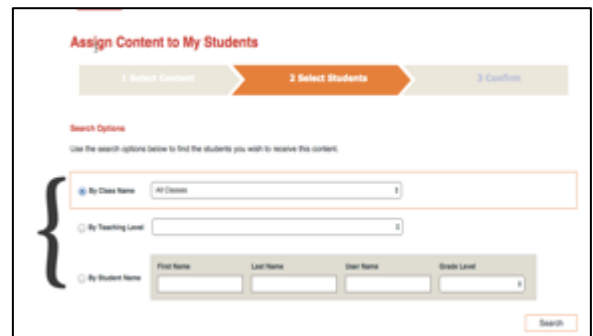 Assign Content to My Students
1 Select Content 2 Select Students 3 Confirm
Search Options
Use the search options below to find the students you wish to receive this content.
By Class Name All Classes
By Teaching Level
First Name Last Name User Name Grade Level
By Student Name
Search